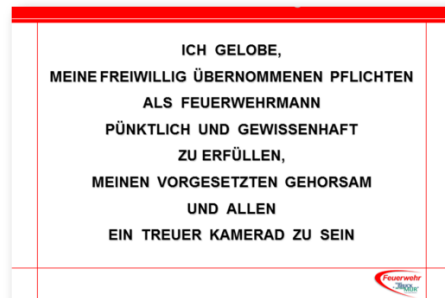 ICH GELOBE,
MEINE FREIWILLIG ÜBERNOMMENEN PFLICHTEN
ALS FEUERWEHRMANN
PÜNKTLICH UND GEWISSENHAFT
ZU ERFÜLLEN,
MEINEN VORGESETZTEN GEHORSAM
UND ALLEN
EIN TREUER KAMERAD ZU SEIN
Feuerwehr